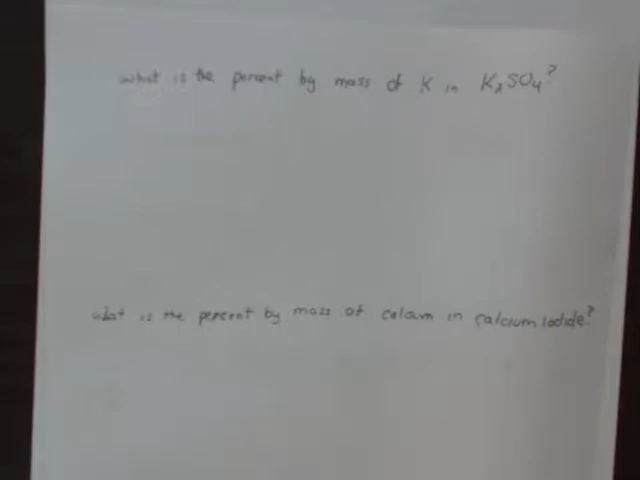 what is the percent by mass of K in K₂SO₄?
what is the percent by mass of calcium in calcium iodide?